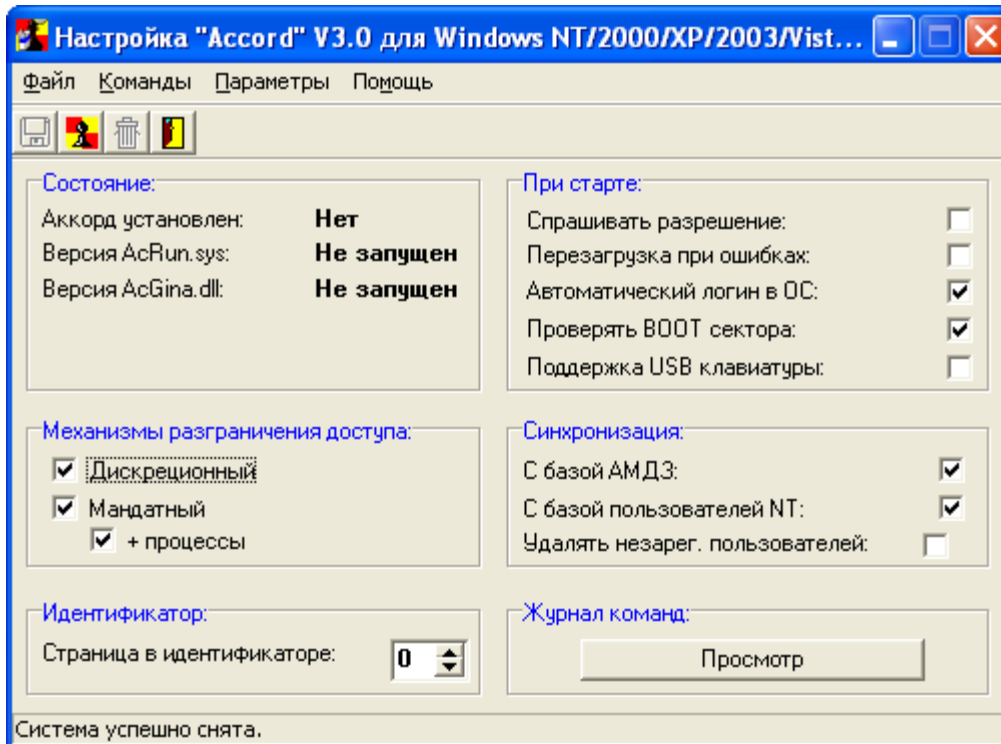 Настройка "Accord" V3.0 для Windows NT/2000/XP/2003/Vist...
Файл Команды Параметры Помощь
Состояние:
Аккорд установлен: Нет
Версия AcRun.sys: Не запущен
Версия AcGina.dll: Не запущен
При старте:
Спрашивать разрешение:
Перезагрузка при ошибках:
Автоматический логин в ОС:
Проверять BOOT сектора:
Поддержка USB клавиатуры:
Механизмы разграничения доступа:
Дискреционный
Мандатный
+ процессы
Синхронизация:
С базой АМДЗ:
С базой пользователей NT:
Удалять незарег. пользователей:
Идентификатор:
Страница в идентификаторе: 0
Журнал команд:
Просмотр
Система успешно снята.